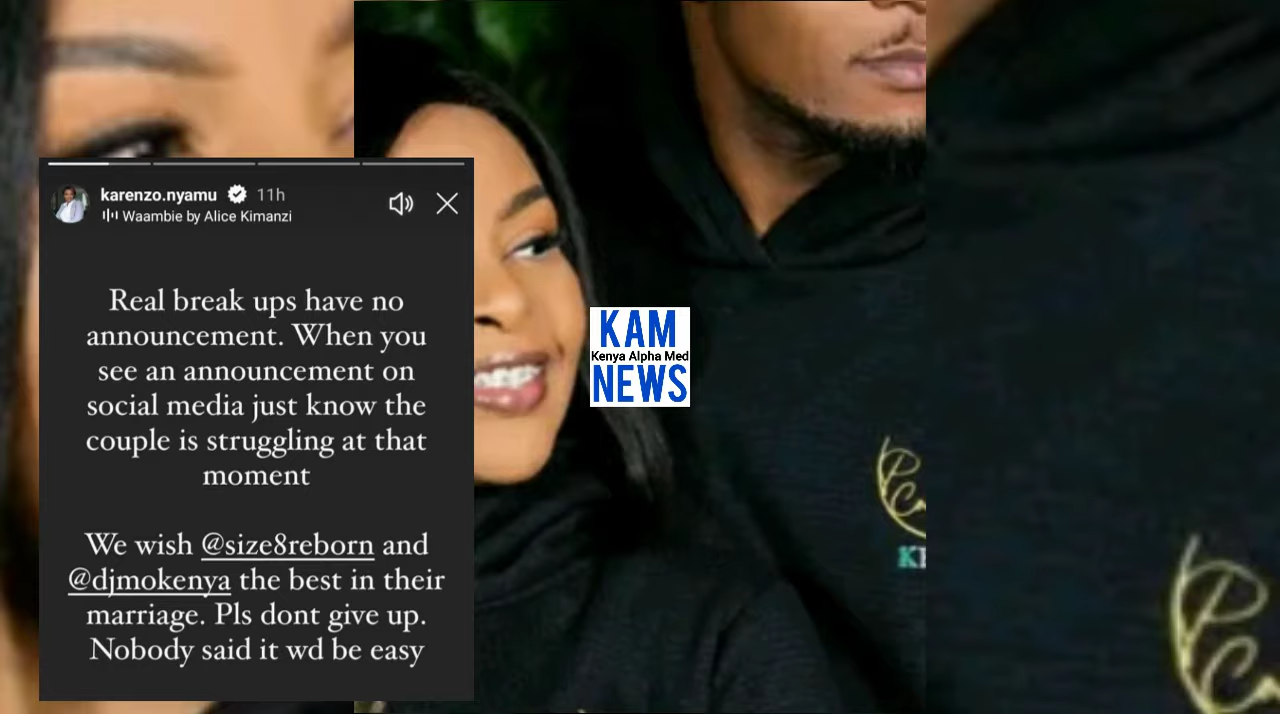 karenzo.nyamu 11h
Waambie by Alice Kimanzi
Real break ups have no
announcement. When you
see an announcement on
social media just know the
couple is struggling at that
moment
We wish @size8reborn and
@djmokenya the best in their
marriage. Pls dont give up.
Nobody said it wd be easy
KAM
Kenya Alpha Med
NEWS